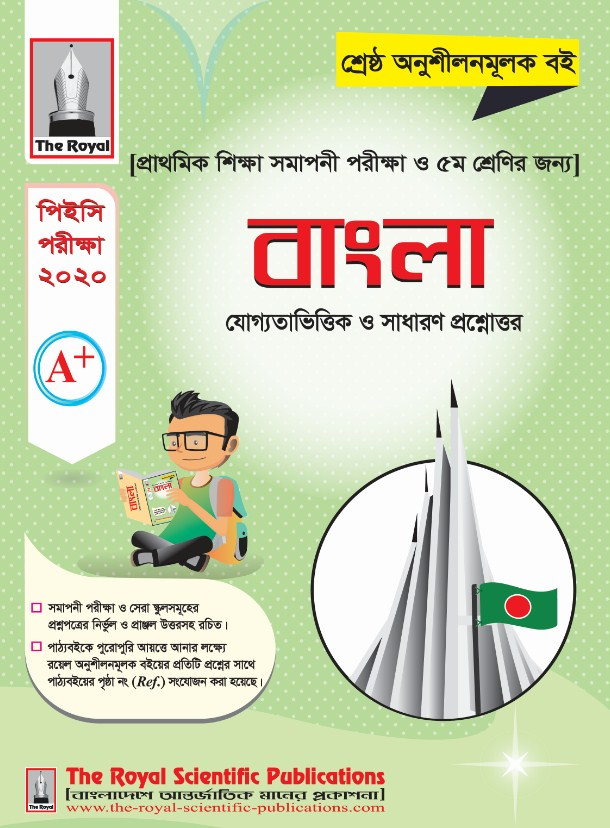 The Royal
শ্রেষ্ঠ অনুশীলনমূলক বই
[প্রাথমিক শিক্ষা সমাপনী পরীক্ষা ও ৫ম শ্রেণির জন্য]
পিইসি
পরীক্ষা
২০২০
A+
বাংলা
যোগ্যতাভিত্তিক ও সাধারণ প্রশ্নোত্তর
বাংলা
বাংলা
সমাপনী পরীক্ষা ও সেরা স্কুলসমূহের
প্রশ্নপত্রের নির্ভুল ও প্রাঞ্জল উত্তরসহ রচিত।
পাঠ্যবইকে পুরোপুরি আয়ত্তে আনার লক্ষ্যে
রয়েল অনুশীলনমূলক বইয়ের প্রতিটি প্রশ্নের সাথে
পাঠ্যবইয়ের পৃষ্ঠা নং (Ref.) সংযোজন করা হয়েছে।
The Royal
The Royal Scientific Publications
[বাংলাদেশে আন্তর্জাতিক মানের প্রকাশনা]
www.the-royal-scientific-publications.com